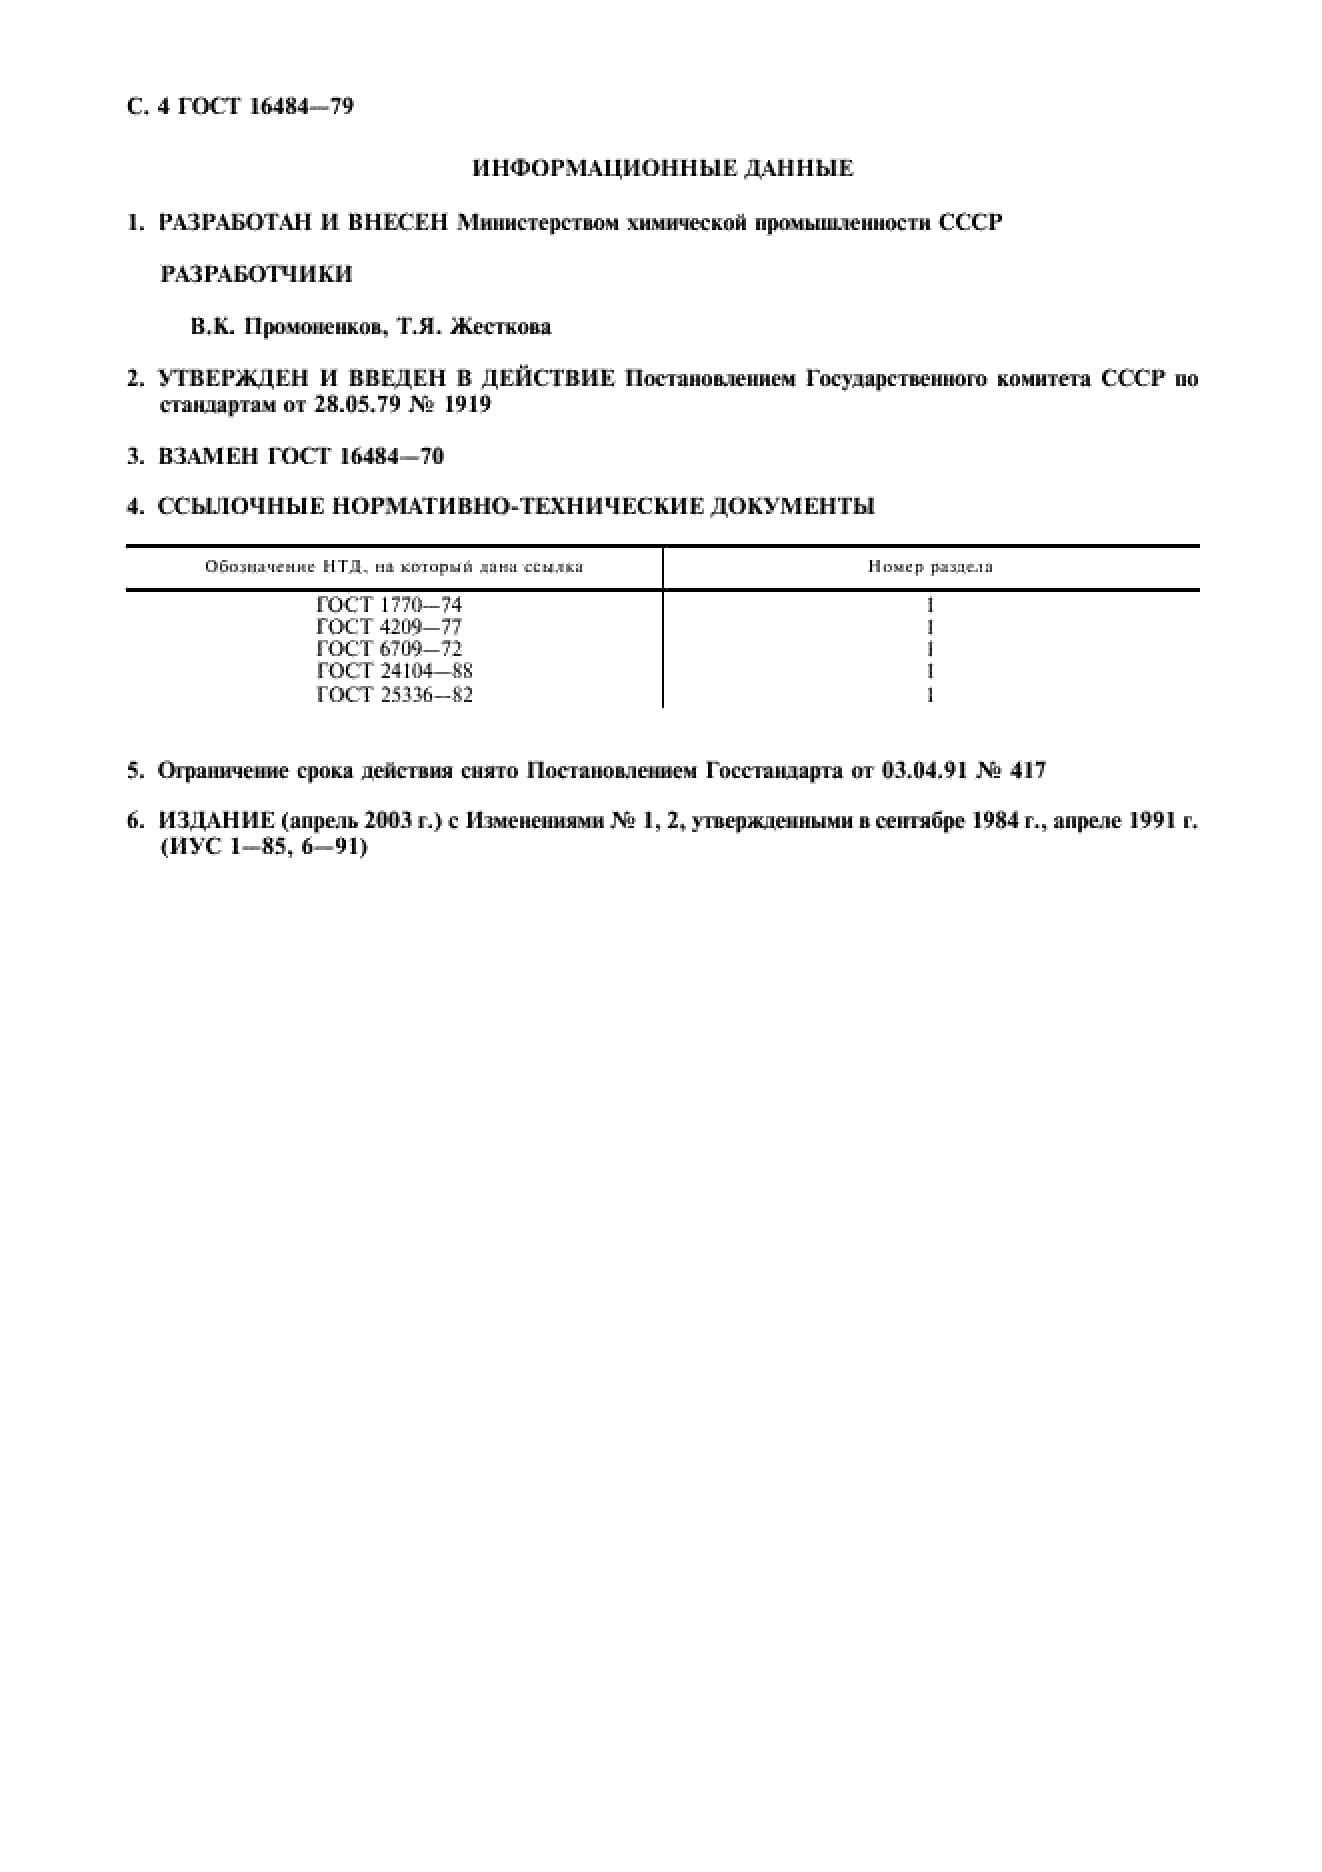 С. 4 ГОСТ 16484—79
ИНФОРМАЦИОННЫЕ ДАННЫЕ
1. РАЗРАБОТАН И ВНЕСЕН Министерством химической промышленности СССР
РАЗРАБОТЧИКИ
В.К. Промоненков, Т.Я. Жесткова
2. УТВЕРЖДЕН И ВВЕДЕН В ДЕЙСТВИЕ Постановлением Государственного комитета СССР по
стандартам от 28.05.79 № 1919
3. ВЗАМЕН ГОСТ 16484—70
4. ССЫЛОЧНЫЕ НОРМАТИВНО-ТЕХНИЧЕСКИЕ ДОКУМЕНТЫ
Обозначение НТД, на который дана ссылка Номер раздела
ГОСТ 1770—74 1
ГОСТ 4209—77 1
ГОСТ 6709—72 1
ГОСТ 24104—88 1
ГОСТ 25336—82 1
5. Ограничение срока действия снято Постановлением Госстандарта от 03.04.91 № 417
6. ИЗДАНИЕ (апрель 2003 г.) с Изменениями № 1, 2, утвержденными в сентябре 1984 г., апреле 1991 г.
(ИУС 1—85, 6—91)